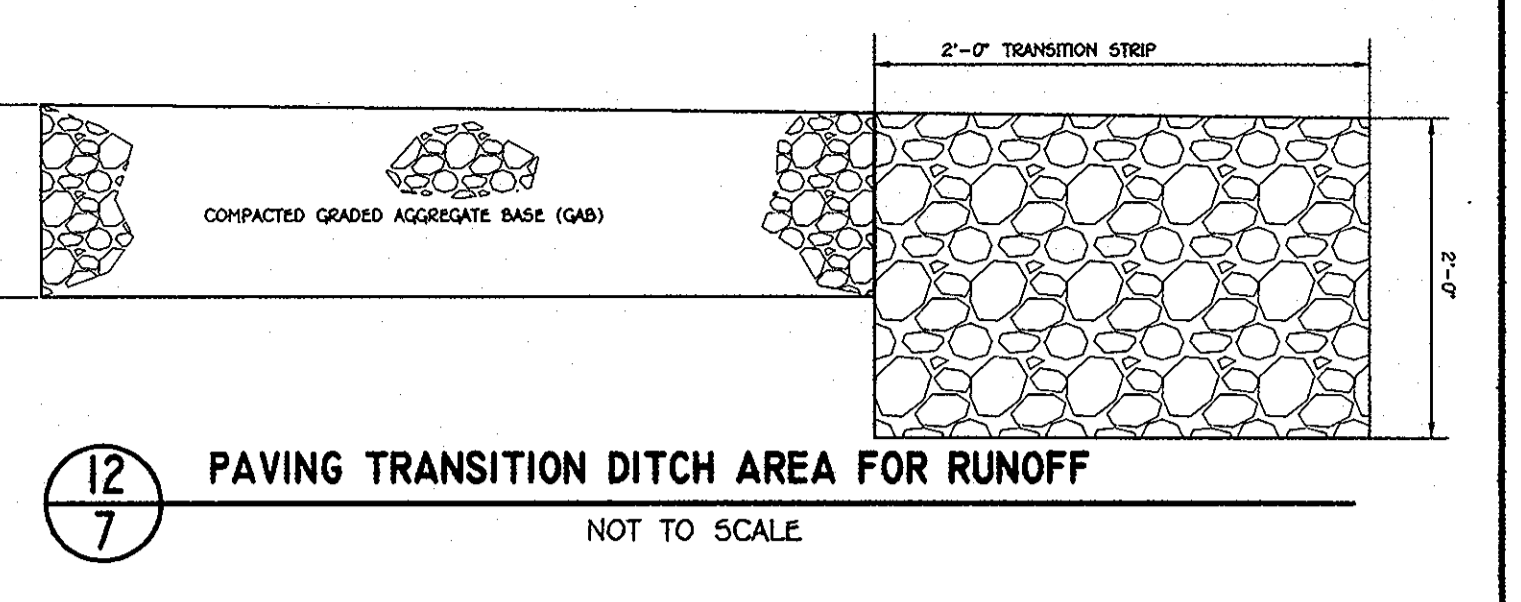 2'-0" TRANSITION STRIP
COMPACTED GRADED AGGREGATE BASE (GAB)
2'-0"
12
7
PAVING TRANSITION DITCH AREA FOR RUNOFF
NOT TO SCALE